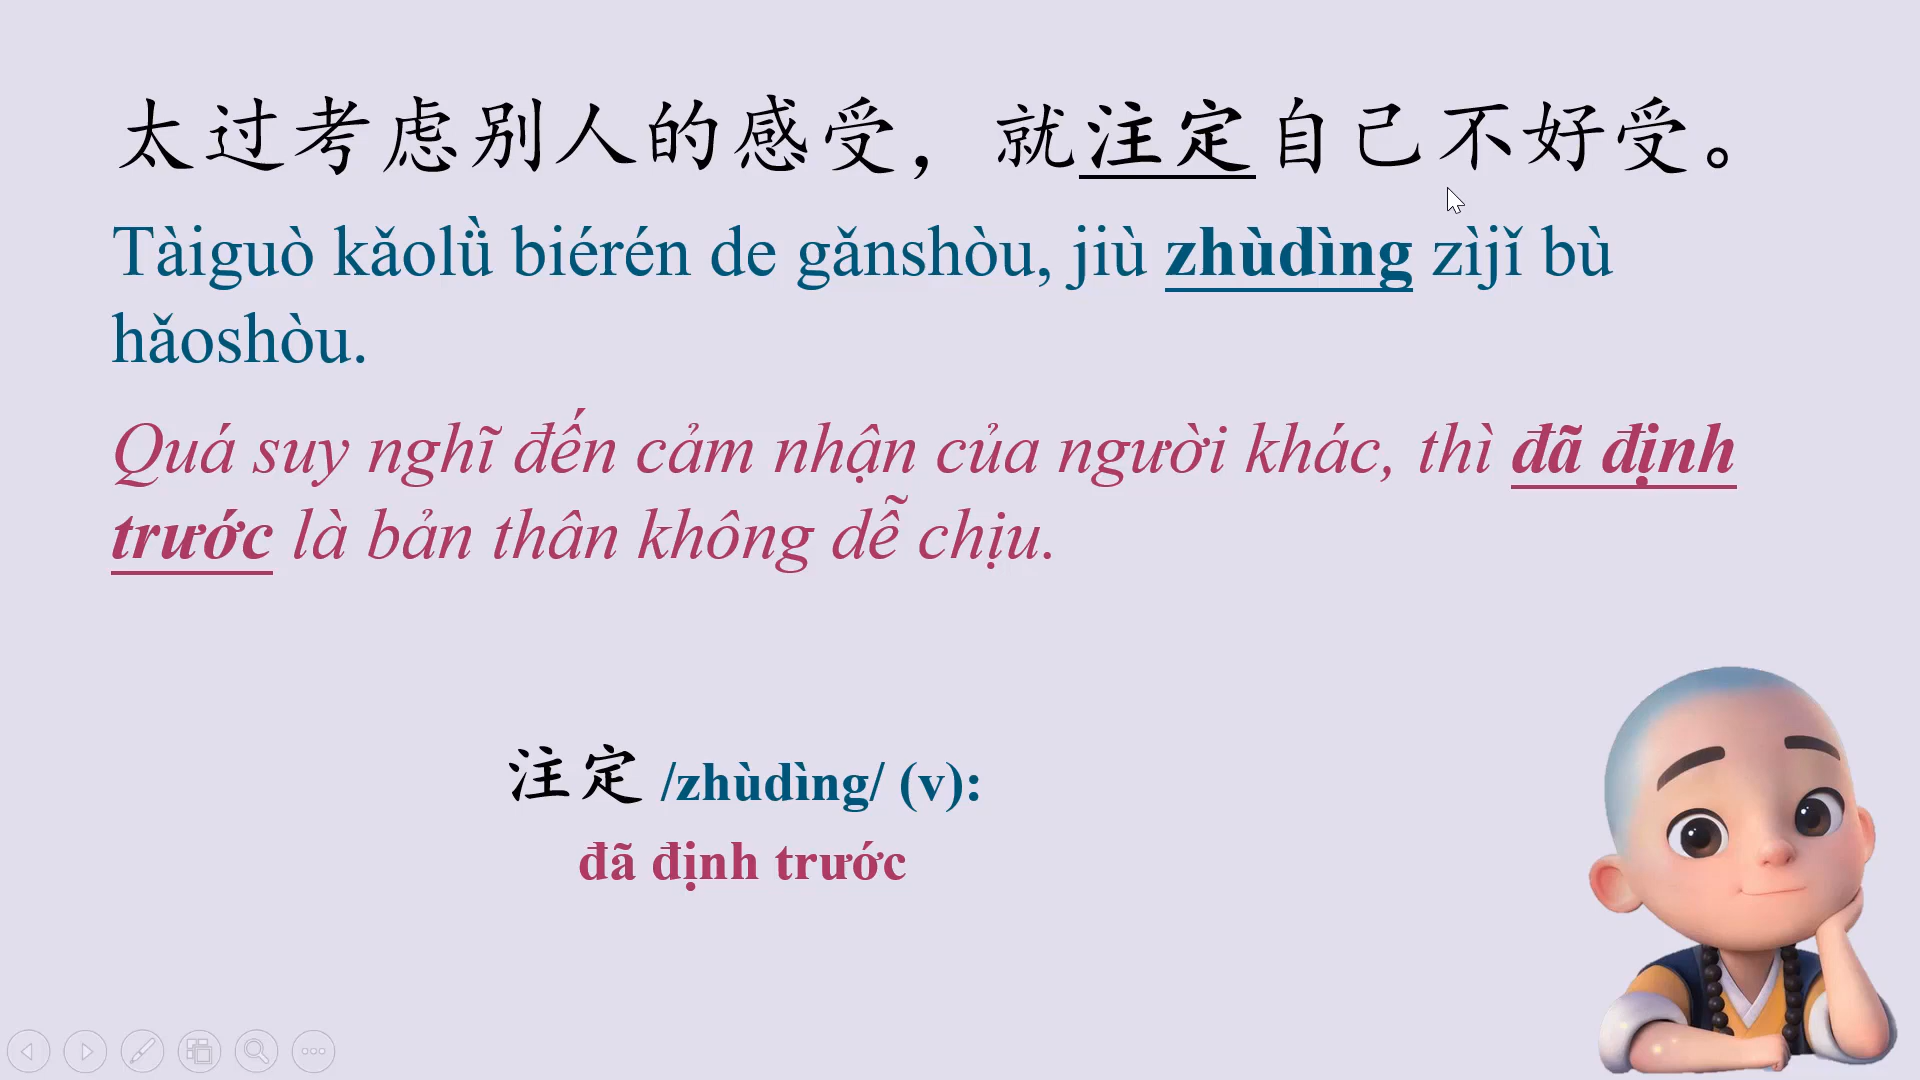 太过考虑别人的感受，就注定自己不好受。
Tàiguò kǎolǜ biérén de gǎnshòu, jiù zhùdìng zìjǐ bù
hǎoshòu.
Quá suy nghĩ đến cảm nhận của người khác, thì đã định
trước là bản thân không dễ chịu.
注定 /zhùdìng/ (v):
đã định trước